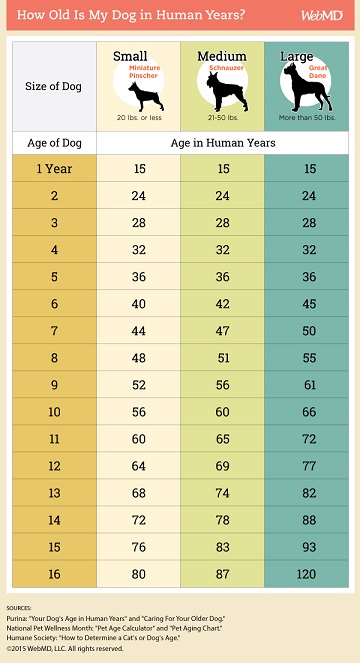 How Old Is My Dog in Human Years?
WebMD
Size of Dog
Small
Miniature
Pinscher
20 lbs. or less
Medium
Schnauzer
21-50 lbs.
Large
Great
Dane
More than 50 lbs.
Age of Dog Age in Human Years
1 Year 15 15 15
2 24 24 24
3 28 28 28
4 32 32 32
5 36 36 36
6 40 42 45
7 44 47 50
8 48 51 55
9 52 56 61
10 56 60 66
11 60 65 72
12 64 69 77
13 68 74 82
14 72 78 88
15 76 83 93
16 80 87 120
SOURCES:
Purina: "Your Dog's Age in Human Years" and "Caring For Your Older Dog."
National Pet Wellness Month: "Pet Age Calculator" and "Pet Aging Chart."
Humane Society: "How to Determine a Cat's or Dog's Age."
©2015 WebMD, LLC. All rights reserved.